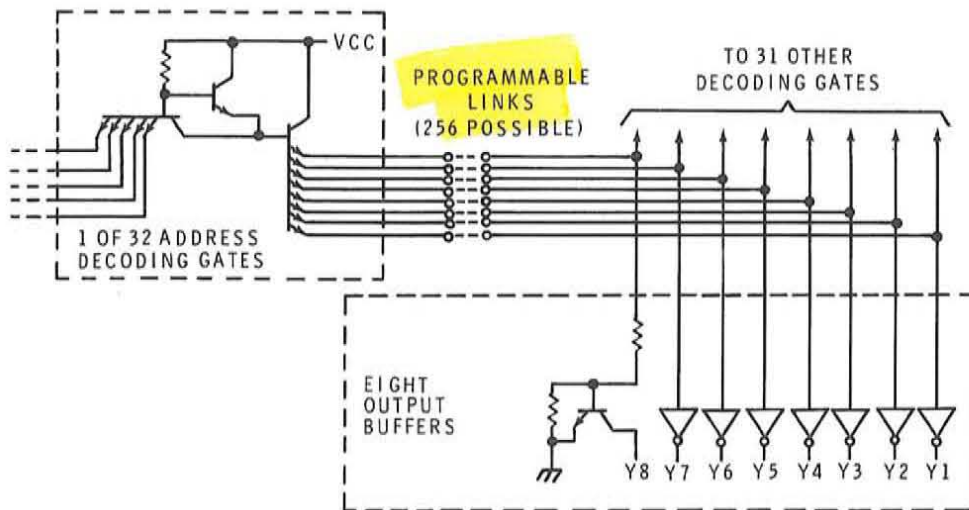 VCC
PROGRAMMABLE
LINKS
(256 POSSIBLE)
TO 31 OTHER
DECODING GATES
1 OF 32 ADDRESS
DECODING GATES
EIGHT
OUTPUT
BUFFERS
Y8 Y7 Y6 Y5 Y4 Y3 Y2 Y1